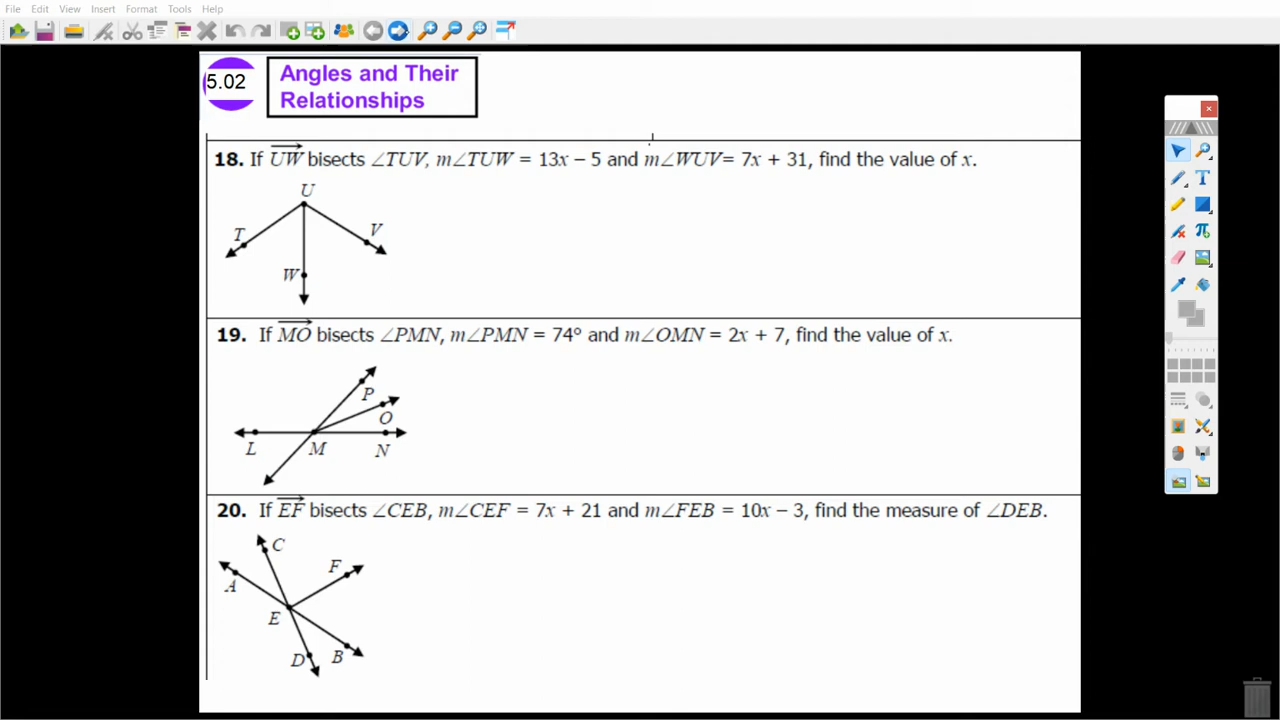 File Edit View Insert Format Tools Help
5.02
Angles and Their
Relationships
18. If UW bisects ∠TUV, m∠TUW = 13x – 5 and m∠WUV= 7x + 31, find the value of x.
U
T
V
W
19. If MO bisects ∠PMN, m∠PMN = 74° and m∠OMN = 2x + 7, find the value of x.
P
O
L M N
20. If EF bisects ∠CEB, m∠CEF = 7x + 21 and m∠FEB = 10x – 3, find the measure of ∠DEB.
C
F
A
E
D B
T
π